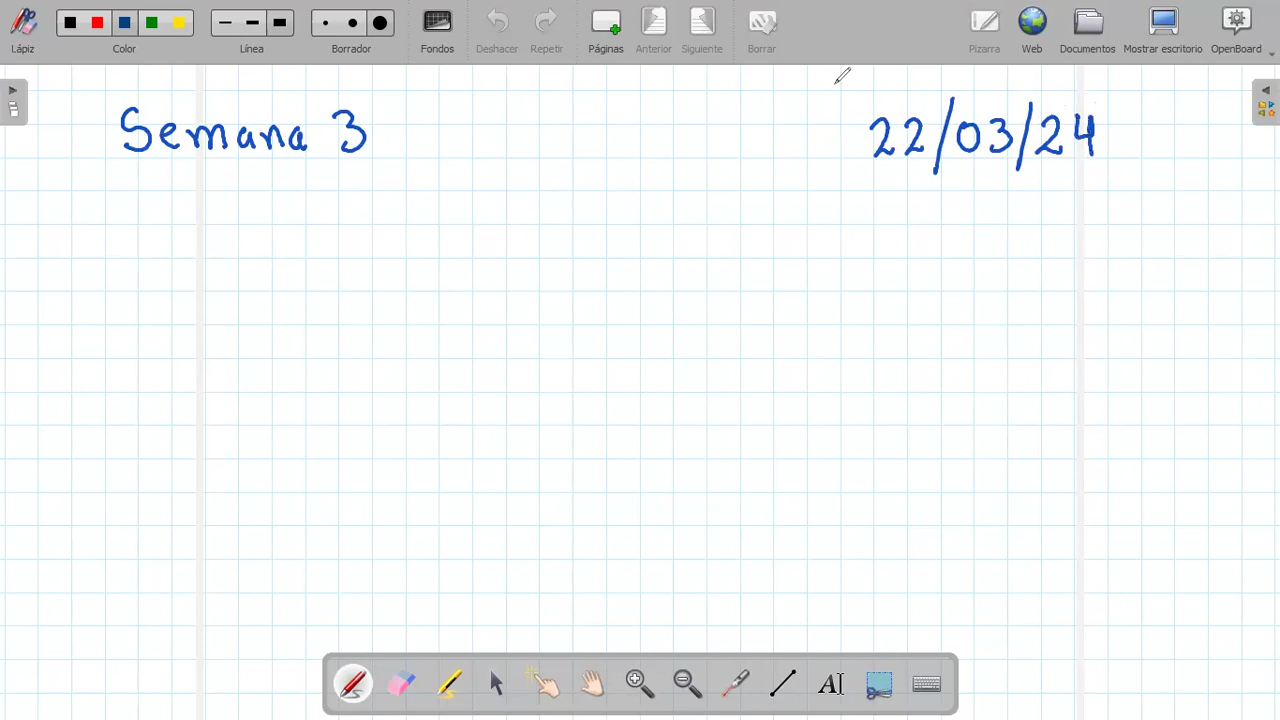 Lápiz Color Línea Borrador Fondos Deshacer Repetir Páginas Anterior Siguiente Borrar Pizarra Web Documentos Mostrar escritorio OpenBoard
Semana 3 22/03/24
AI